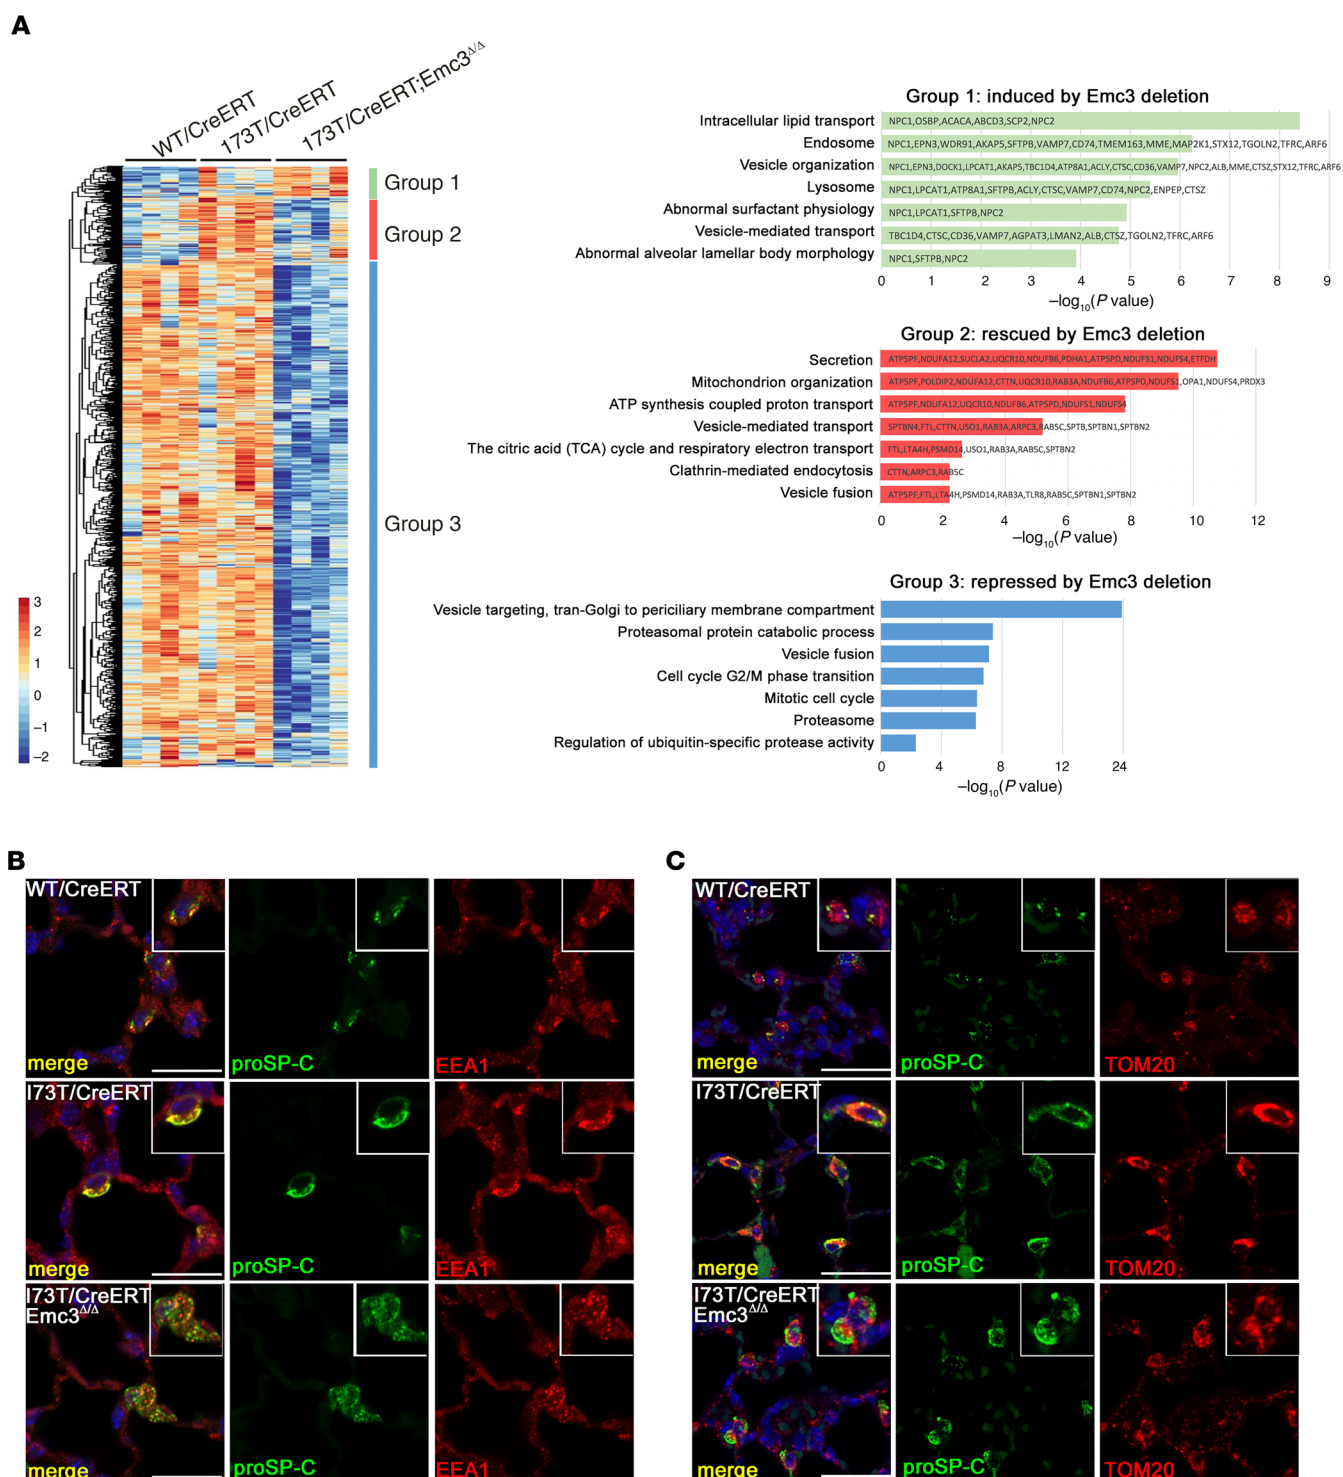 A
WT/CreERT
173T/CreERT
173T/CreERT;Emc3Δ/Δ
Group 1
Group 2
Group 3
3
2
1
0
–1
–2
Group 1: induced by Emc3 deletion
Intracellular lipid transport
NPC1,OSBP,ACACA,ABCD3,SCP2,NPC2
Endosome
NPC1,EPN3,WDR91,AKAP5,SFTPB,VAMP7,CD74,TMEM163,MME,MAP2K1,STX12,TGOLN2,TFRC,ARF6
Vesicle organization
NPC1,EPN3,DOCK1,LPCAT1,AKAP5,TBC1D4,ATP8A1,ACLY,CTSC,CD36,VAMP7,NPC2,ALB,MME,CTSZ,STX12,TFRC,ARF6
Lysosome
NPC1,LPCAT1,ATP8A1,SFTPB,ACLY,CTSC,VAMP7,CD74,NPC2,ENPEP,CTSZ
Abnormal surfactant physiology
NPC1,LPCAT1,SFTPB,NPC2
Vesicle-mediated transport
TBC1D4,CTSC,CD36,VAMP7,AGPAT3,LMAN2,ALB,CTSZ,TGOLN2,TFRC,ARF6
Abnormal alveolar lamellar body morphology
NPC1,SFTPB,NPC2
0 1 2 3 4 5 6 7 8 9
–log10(P value)
Group 2: rescued by Emc3 deletion
Secretion
ATP5PF,NDUFA12,SUCLA2,UQCR10,NDUFB6,PDHA1,ATP5PD,NDUFS1,NDUFS4,ETFDH
Mitochondrion organization
ATP5PF,POLDIP2,NDUFA12,CTTN,UQCR10,RAB3A,NDUFB6,ATP5PD,NDUFS1,OPA1,NDUFS4,PRDX3
ATP synthesis coupled proton transport
ATP5PF,NDUFA12,UQCR10,NDUFB6,ATP5PD,NDUFS1,NDUFS4
Vesicle-mediated transport
SPTBN4,FTL,CTTN,USO1,RAB3A,ARPC3,RAB5C,SPTB,SPTBN1,SPTBN2
The citric acid (TCA) cycle and respiratory electron transport
FTL,LTA4H,PSMD14,USO1,RAB3A,RAB5C,SPTBN2
Clathrin-mediated endocytosis
CTTN,ARPC3,RAB5C
Vesicle fusion
ATP5PF,FTL,LTA4H,PSMD14,RAB3A,TLR8,RAB5C,SPTBN1,SPTBN2
0 2 4 6 8 10 12
–log10(P value)
Group 3: repressed by Emc3 deletion
Vesicle targeting, tran-Golgi to periciliary membrane compartment
Proteasomal protein catabolic process
Vesicle fusion
Cell cycle G2/M phase transition
Mitotic cell cycle
Proteasome
Regulation of ubiquitin-specific protease activity
0 4 8 12 24
–log10(P value)
B
WT/CreERT
merge
proSP-C
EEA1
I73T/CreERT
merge
proSP-C
EEA1
I73T/CreERT
Emc3Δ/Δ
merge
proSP-C
EEA1
C
WT/CreERT
merge
proSP-C
TOM20
I73T/CreERT
merge
proSP-C
TOM20
I73T/CreERT
Emc3Δ/Δ
merge
proSP-C
TOM20